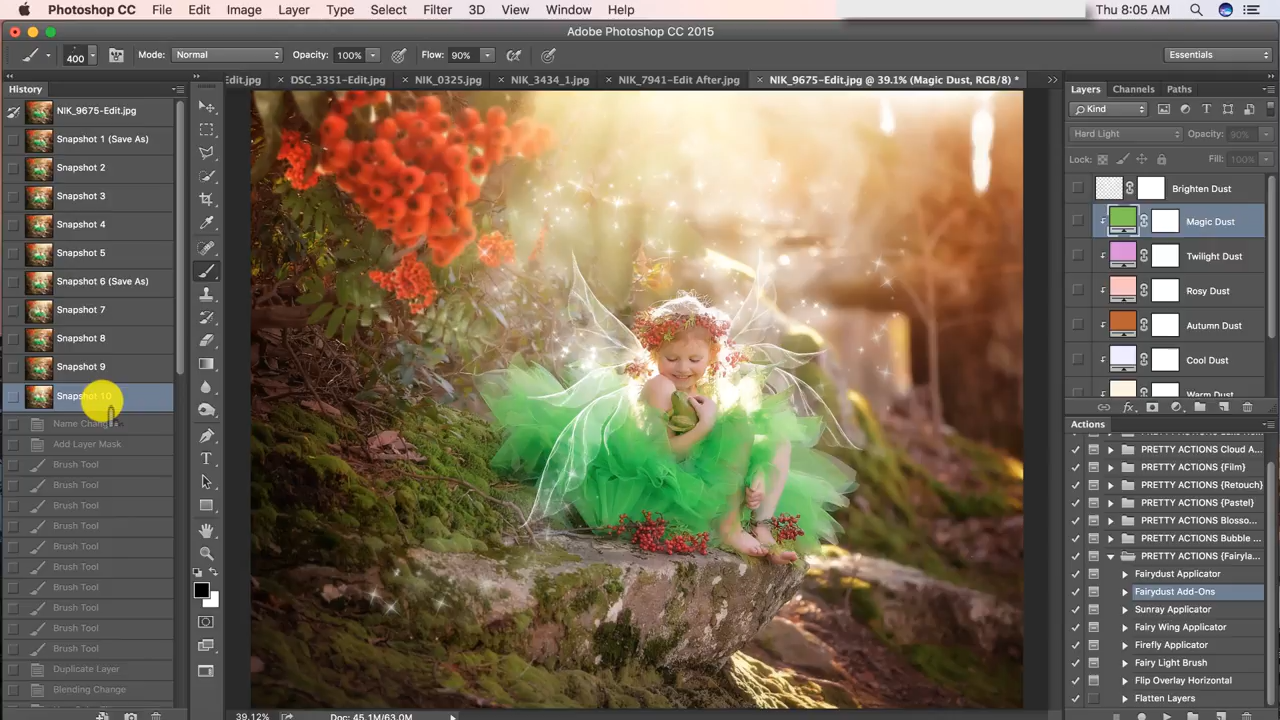 Photoshop CC File Edit Image Layer Type Select Filter 3D View Window Help Thu 8:05 AM
Adobe Photoshop CC 2015
400 Mode: Normal Opacity: 100% Flow: 90% Essentials
Edit.jpg DSC_3351-Edit.jpg NIK_0325.jpg NIK_3434_1.jpg NIK_7941-Edit After.jpg NIK_9675-Edit.jpg @ 39.1% (Magic Dust, RGB/8) *
History
NIK_9675-Edit.jpg
Snapshot 1 (Save As)
Snapshot 2
Snapshot 3
Snapshot 4
Snapshot 5
Snapshot 6 (Save As)
Snapshot 7
Snapshot 8
Snapshot 9
Snapshot 10
Name Change
Add Layer Mask
Brush Tool
Brush Tool
Brush Tool
Brush Tool
Brush Tool
Brush Tool
Brush Tool
Brush Tool
Brush Tool
Brush Tool
Duplicate Layer
Blending Change
39.12% Doc: 45.1M/63.0M
Layers Channels Paths
Kind
Hard Light Opacity: 90%
Lock: Fill: 100%
Brighten Dust
Magic Dust
Twilight Dust
Rosy Dust
Autumn Dust
Cool Dust
Warm Dust
fx
Actions
PRETTY ACTIONS Cloud A...
PRETTY ACTIONS {Film}
PRETTY ACTIONS {Retouch}
PRETTY ACTIONS {Pastel}
PRETTY ACTIONS Blosso...
PRETTY ACTIONS Bubble ...
PRETTY ACTIONS {Fairyla...
Fairydust Applicator
Fairydust Add-Ons
Sunray Applicator
Fairy Wing Applicator
Firefly Applicator
Fairy Light Brush
Flip Overlay Horizontal
Flatten Layers